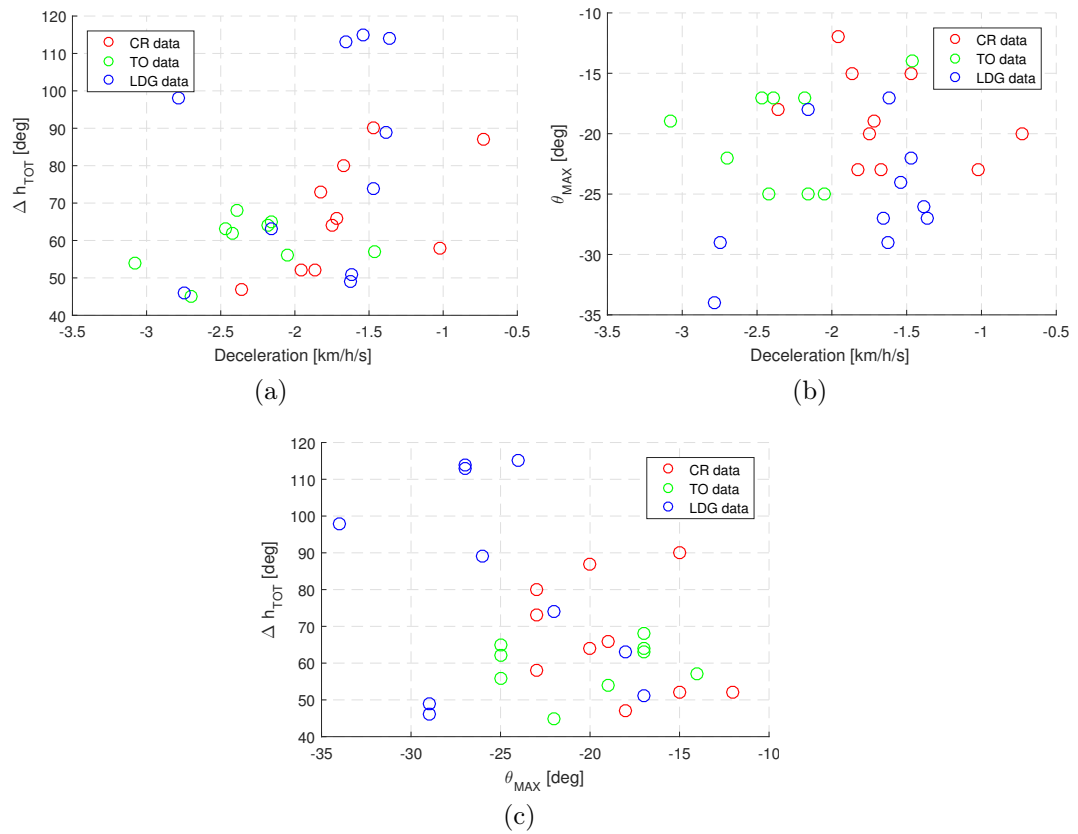 120
110
100
90
80
70
60
50
40
Δ h_TOT [deg]
CR data
TO data
LDG data
-3.5 -3 -2.5 -2 -1.5 -1 -0.5
Deceleration [km/h/s]
(a)
-10
-15
-20
-25
-30
-35
θ_MAX [deg]
CR data
TO data
LDG data
-3.5 -3 -2.5 -2 -1.5 -1 -0.5
Deceleration [km/h/s]
(b)
120
110
100
90
80
70
60
50
40
Δ h_TOT [deg]
CR data
TO data
LDG data
-35 -30 -25 -20 -15 -10
θ_MAX [deg]
(c)